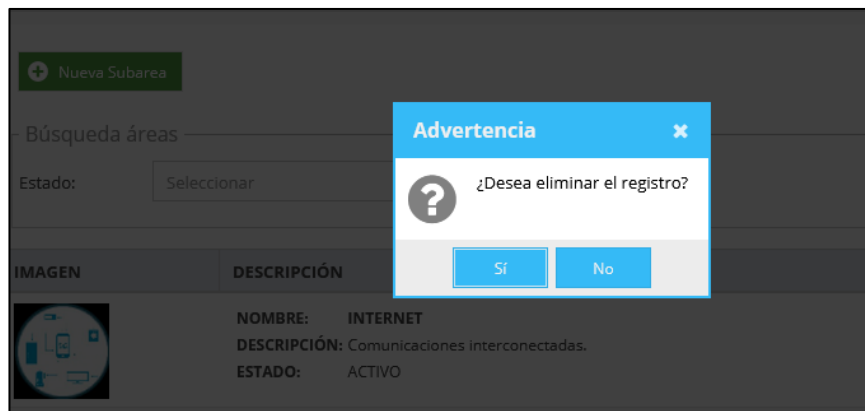 Nueva Subarea
Búsqueda áreas
Estado:
Seleccionar
Advertencia
¿Desea eliminar el registro?
Sí
No
IMAGEN
DESCRIPCIÓN
NOMBRE: INTERNET
DESCRIPCIÓN: Comunicaciones interconectadas.
ESTADO: ACTIVO